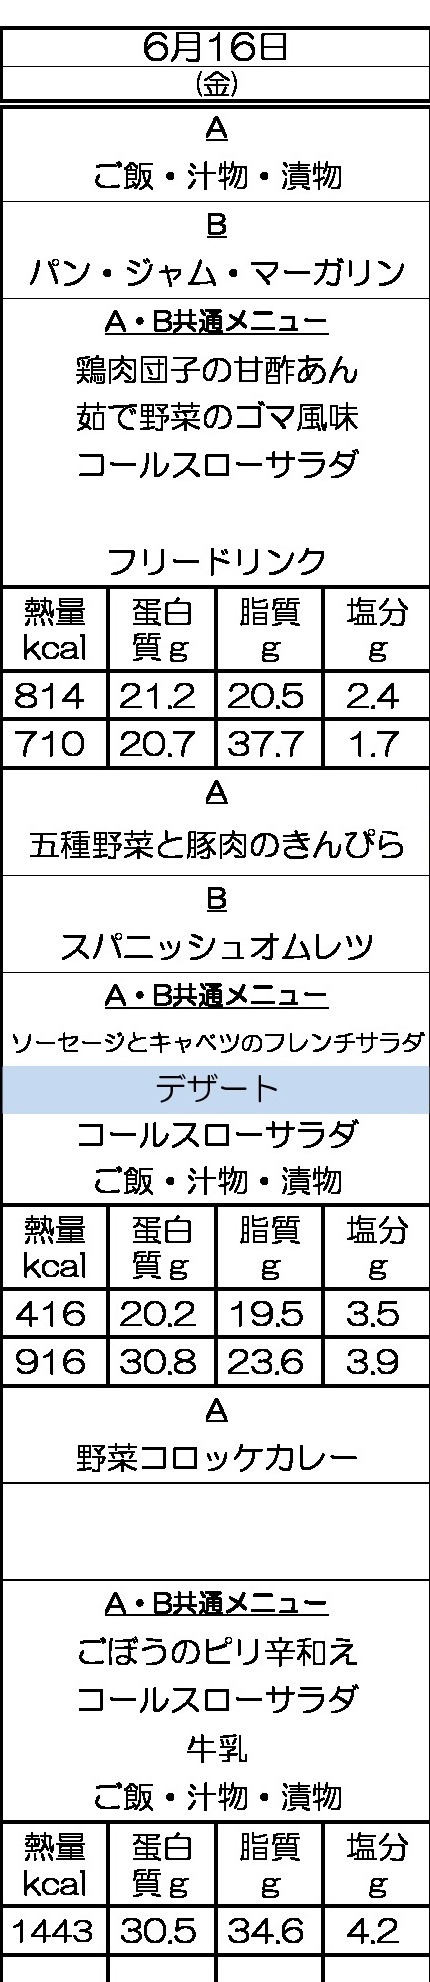 6月16日
(金)
A
ご飯・汁物・漬物
B
パン・ジャム・マーガリン
A・B共通メニュー
鶏肉団子の甘酢あん
茹で野菜のゴマ風味
コールスローサラダ
フリードリンク
熱量 蛋白 脂質 塩分
kcal 質g g g
814 21.2 20.5 2.4
710 20.7 37.7 1.7
A
五種野菜と豚肉のきんぴら
B
スパニッシュオムレツ
A・B共通メニュー
ソーセージとキャベツのフレンチサラダ
デザート
コールスローサラダ
ご飯・汁物・漬物
熱量 蛋白 脂質 塩分
kcal 質g g g
416 20.2 19.5 3.5
916 30.8 23.6 3.9
A
野菜コロッケカレー
A・B共通メニュー
ごぼうのピリ辛和え
コールスローサラダ
牛乳
ご飯・汁物・漬物
熱量 蛋白 脂質 塩分
kcal 質g g g
1443 30.5 34.6 4.2